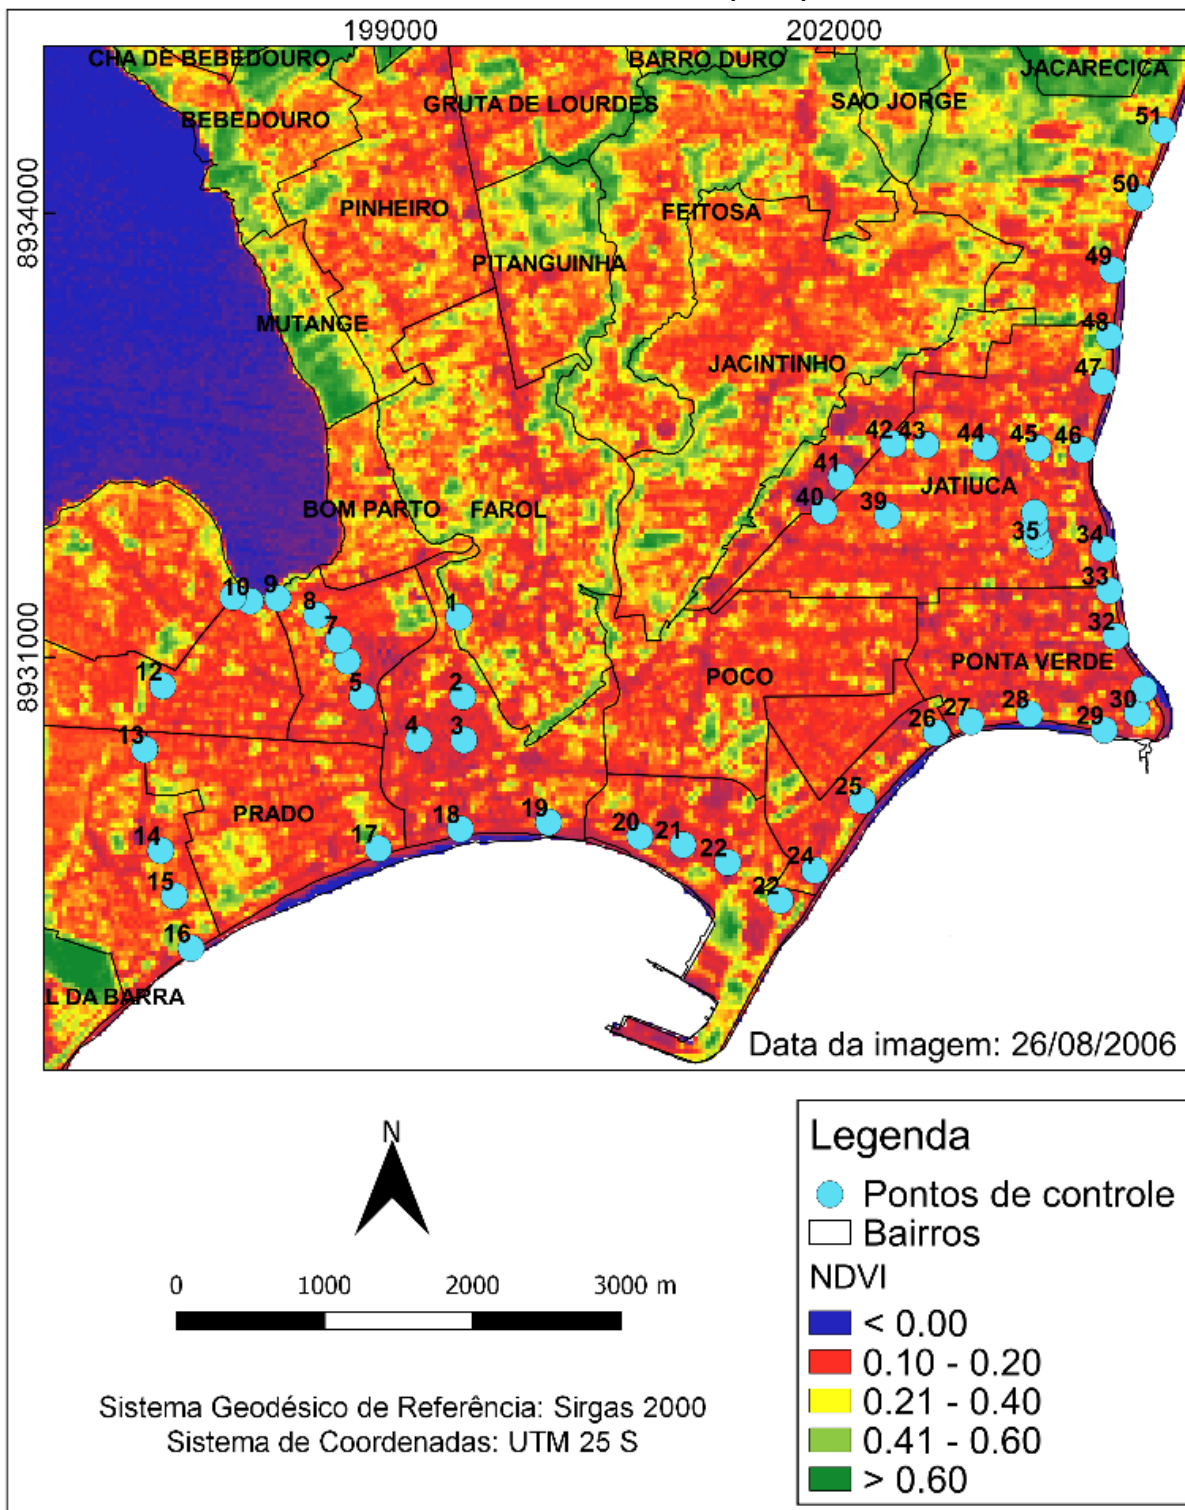 199000 202000
CHA DE BEBEDOURO BARRO DURO
JACARECICA
GRUTA DE LOURDES SAO JORGE
BEBEDOURO 51
50
8934000 PINHEIRO FEITOSA
PITANGUINHA 49
MUTANGE 48
JACINTINHO 47
42 43 44 45 46
41 JATIUCA
40 39
BOM PARTO FAROL 35 34
33
10 9 8 1
7 32
8931000 PONTA VERDE
12 5 2 POCO 30
4 3 26 27 28 29
13
25
PRADO 19
14 17 18 20 21 22
24
15 22
16
L DA BARRA
Data da imagem: 26/08/2006
N
0 1000 2000 3000 m
Sistema Geodésico de Referência: Sirgas 2000
Sistema de Coordenadas: UTM 25 S
Legenda
Pontos de controle
Bairros
NDVI
< 0.00
0.10 - 0.20
0.21 - 0.40
0.41 - 0.60
> 0.60